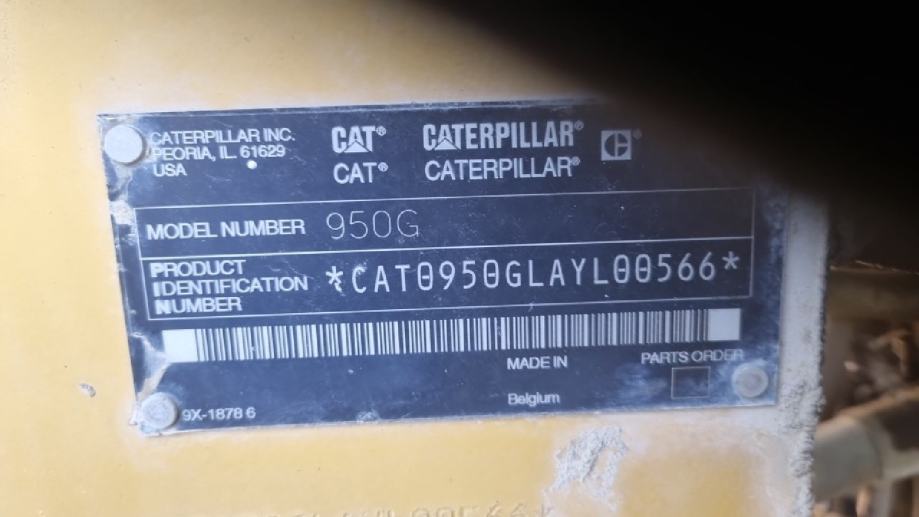 CATERPILLAR INC.
PEORIA, IL. 61629
USA
CAT® CATERPILLAR®
CAT® CATERPILLAR®
MODEL NUMBER 950G
PRODUCT
IDENTIFICATION
NUMBER
*CAT0950GLAYL00566*
MADE IN
Belgium
PARTS ORDER
9X-1878 6